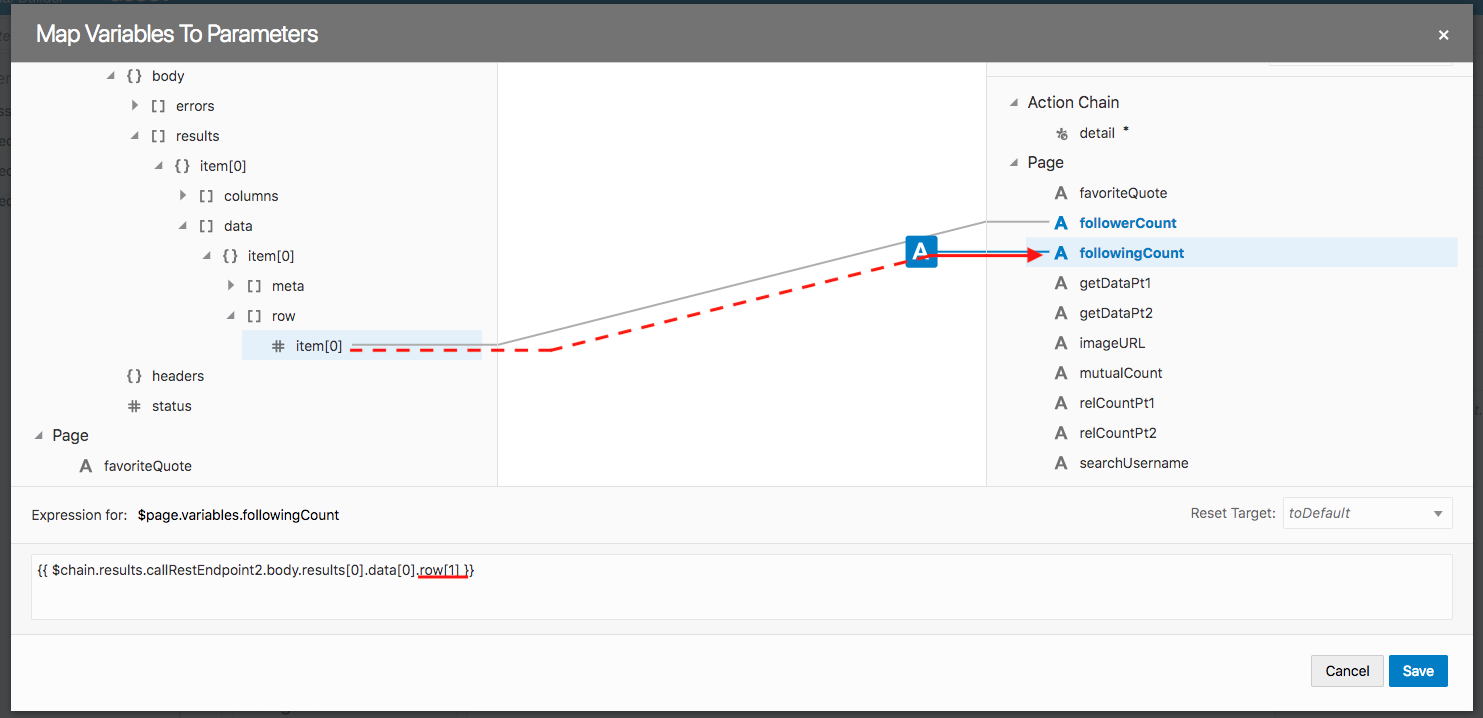 Map Variables To Parameters
body
errors
results
item[0]
columns
data
item[0]
meta
row
item[0]
headers
status
Page
favoriteQuote
A
Action Chain
detail *
Page
favoriteQuote
followerCount
followingCount
getDataPt1
getDataPt2
imageURL
mutualCount
relCountPt1
relCountPt2
searchUsername
Expression for: $page.variables.followingCount
Reset Target: toDefault
{{ $chain.results.callRestEndpoint2.body.results[0].data[0].row[1] }}
Cancel Save